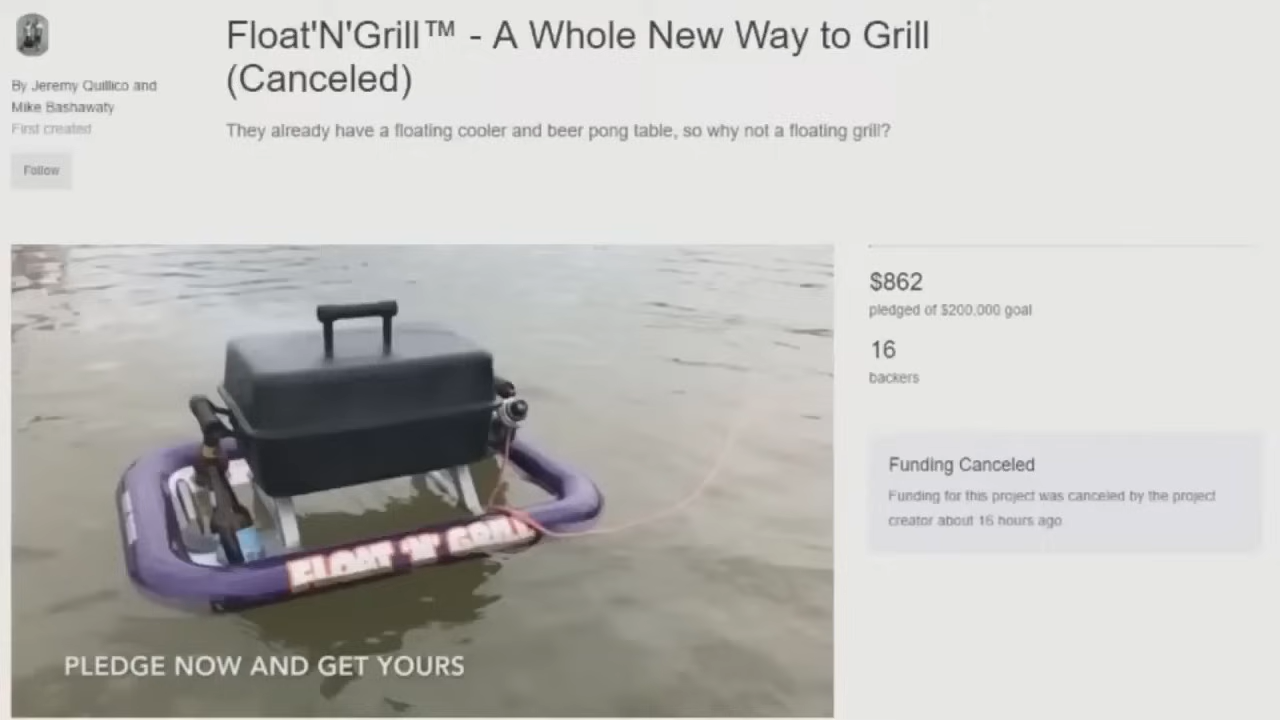 Float'N'Grill™ - A Whole New Way to Grill
(Canceled)
By Jeremy Quillico and
Mike Bashawaty
First created
Follow
They already have a floating cooler and beer pong table, so why not a floating grill?
$862
pledged of $200,000 goal
16
backers
Funding Canceled
Funding for this project was canceled by the project
creator about 16 hours ago
FLOAT 'N' GRILL
PLEDGE NOW AND GET YOURS